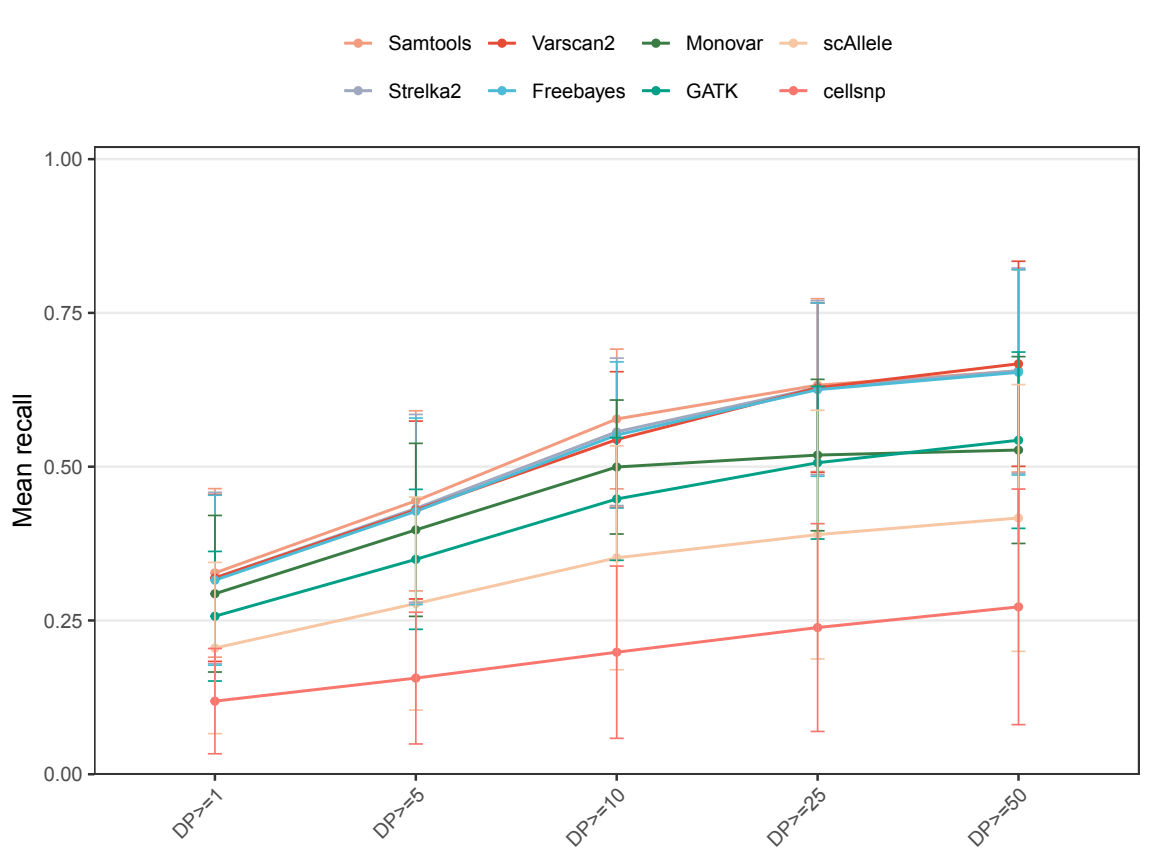 Samtools Varscan2 Monovar scAllele
Strelka2 Freebayes GATK cellsnp
1.00
0.75
0.50
0.25
0.00
Mean recall
DP>=1 DP>=5 DP>=10 DP>=25 DP>=50